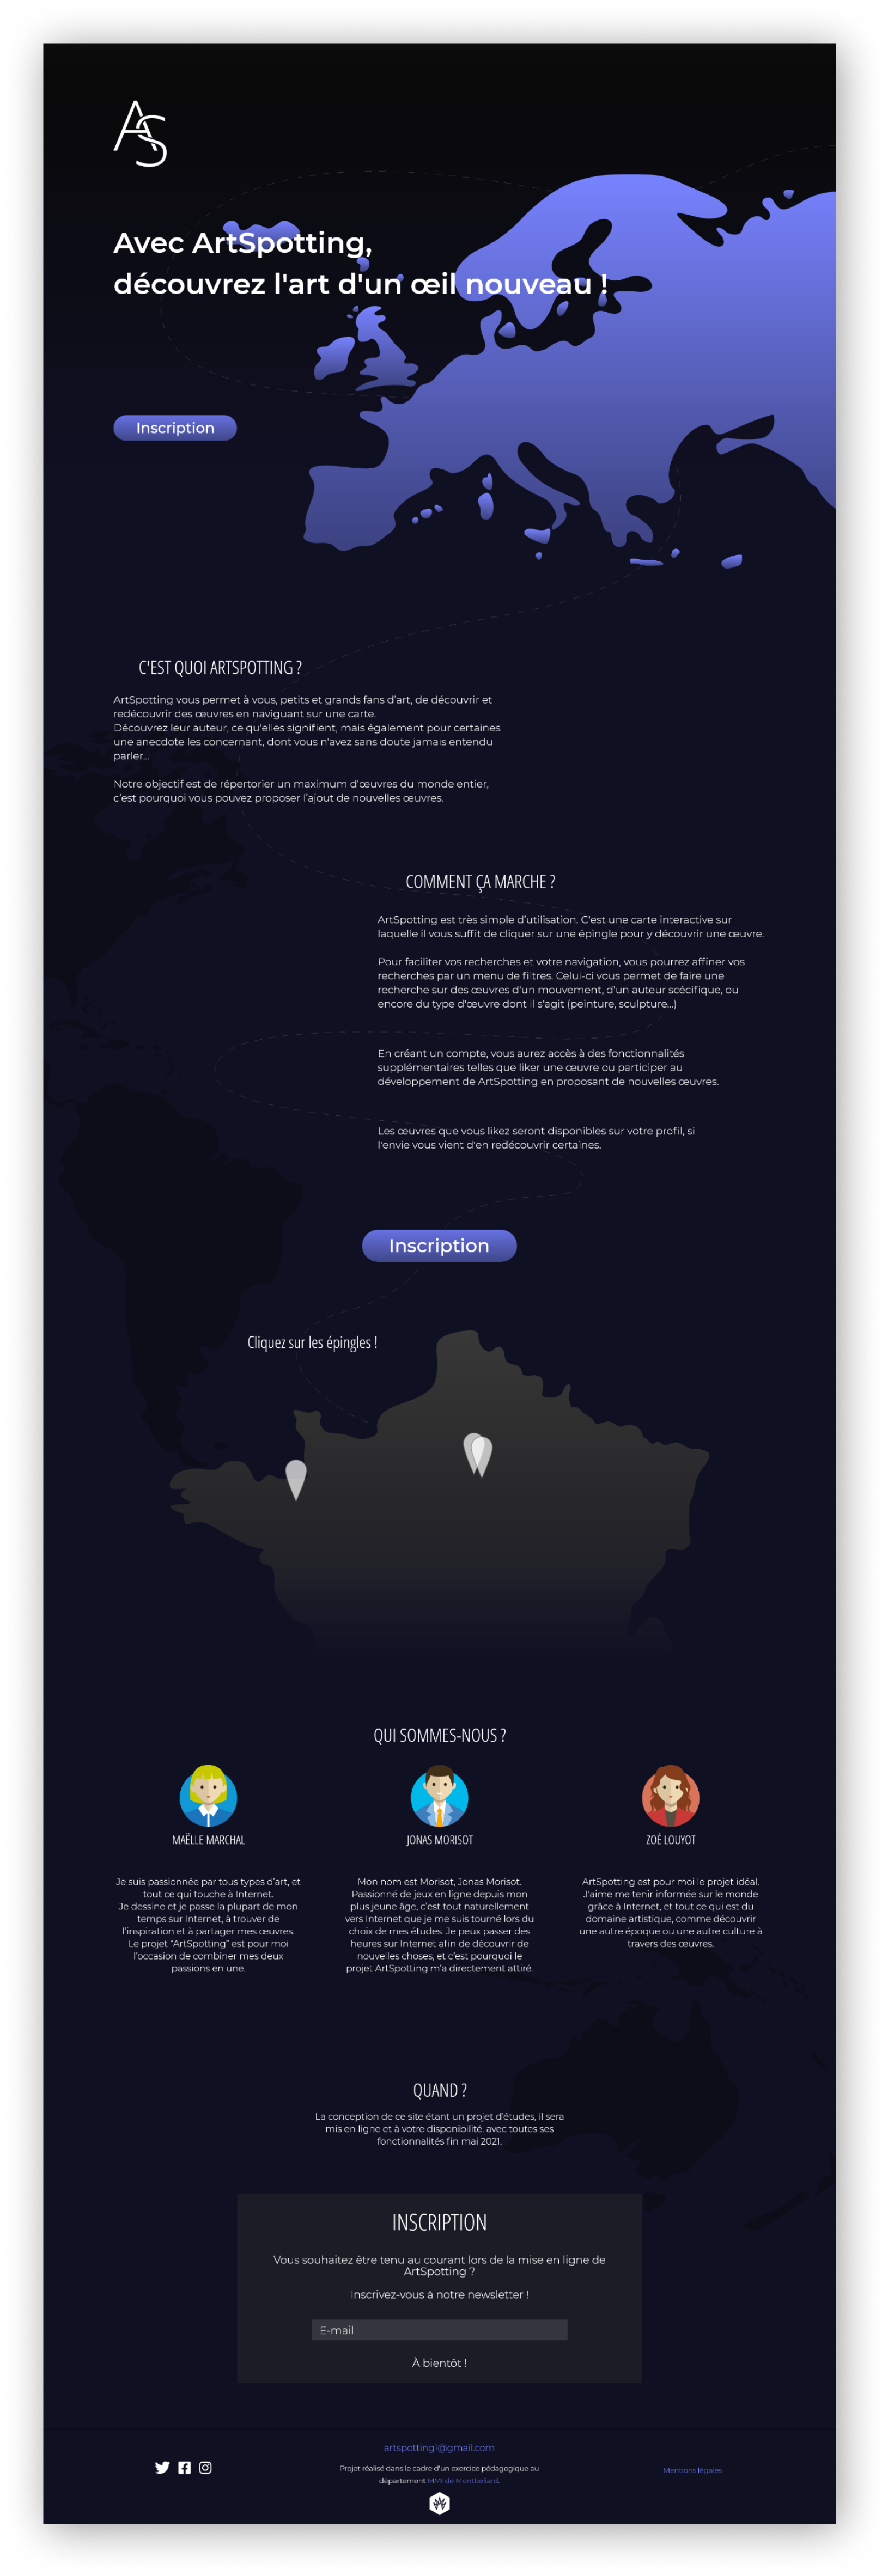 AS
Avec ArtSpotting,
découvrez l'art d'un œil nouveau !
Inscription
C'EST QUOI ARTSPOTTING ?
ArtSpotting vous permet à vous, petits et grands fans d'art, de découvrir et
redécouvrir des œuvres en naviguant sur une carte.
Découvrez leur auteur, ce qu'elles signifient, mais également pour certaines
une anecdote les concernant, dont vous n'avez sans doute jamais entendu
parler...
Notre objectif est de répertorier un maximum d'œuvres du monde entier,
c'est pourquoi vous pouvez proposer l'ajout de nouvelles œuvres.
COMMENT ÇA MARCHE ?
ArtSpotting est très simple d'utilisation. C'est une carte interactive sur
laquelle il vous suffit de cliquer sur une épingle pour y découvrir une œuvre.
Pour faciliter vos recherches et votre navigation, vous pourrez affiner vos
recherches par un menu de filtres. Celui-ci vous permet de faire une
recherche sur des œuvres d'un mouvement, d'un auteur scécifique, ou
encore du type d'œuvre dont il s'agit (peinture, sculpture...)
En créant un compte, vous aurez accès à des fonctionnalités
supplémentaires telles que liker une œuvre ou participer au
développement de ArtSpotting en proposant de nouvelles œuvres.
Les œuvres que vous likez seront disponibles sur votre profil, si
l'envie vous vient d'en redécouvrir certaines.
Inscription
Cliquez sur les épingles !
QUI SOMMES-NOUS ?
MAËLLE MARCHAL
Je suis passionnée par tous types d'art, et
tout ce qui touche à Internet.
Je dessine et je passe la plupart de mon
temps sur Internet, à trouver de
l'inspiration et à partager mes œuvres.
Le projet "ArtSpotting" est pour moi
l'occasion de combiner mes deux
passions en une.
JONAS MORISOT
Mon nom est Morisot, Jonas Morisot.
Passionné de jeux en ligne depuis mon
plus jeune âge, c'est tout naturellement
vers Internet que je me suis tourné lors du
choix de mes études. Je peux passer des
heures sur Internet afin de découvrir de
nouvelles choses, et c'est pourquoi le
projet ArtSpotting m'a directement attiré.
ZOÉ LOUYOT
ArtSpotting est pour moi le projet idéal.
J'aime me tenir informée sur le monde
grâce à Internet, et tout ce qui est du
domaine artistique, comme découvrir
une autre époque ou une autre culture à
travers des œuvres.
QUAND ?
La conception de ce site étant un projet d'études, il sera
mis en ligne et à votre disponibilité, avec toutes ses
fonctionnalités fin mai 2021.
INSCRIPTION
Vous souhaitez être tenu au courant lors de la mise en ligne de
ArtSpotting ?
Inscrivez-vous à notre newsletter !
E-mail
À bientôt !
artspotting1@gmail.com
Projet réalisé dans le cadre d'un exercice pédagogique au
département MMI de Montbéliard.
Mentions légales